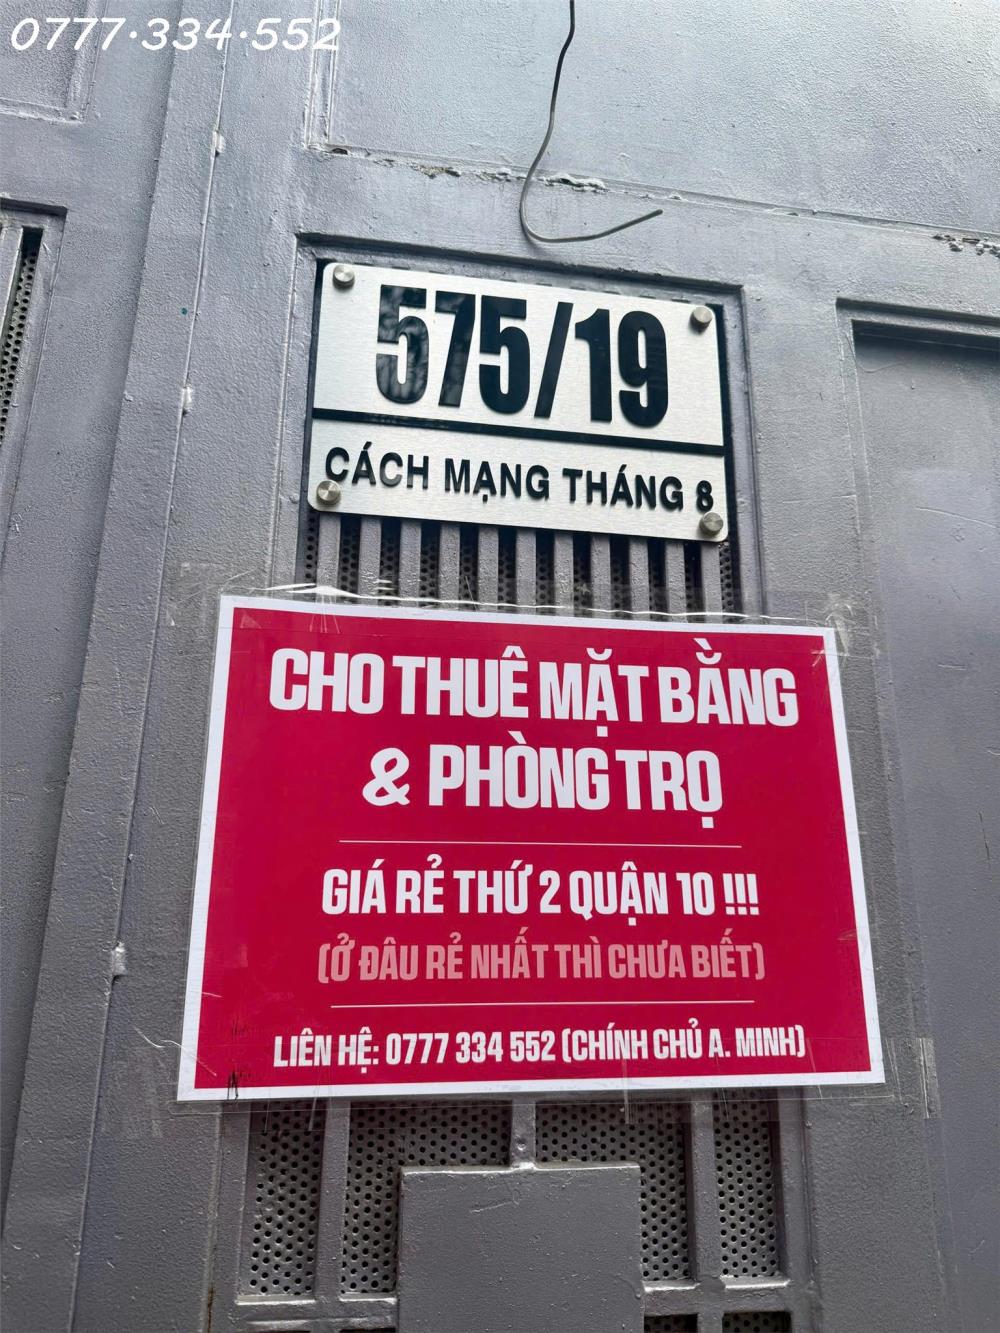 0777.334.552
575/19
CÁCH MẠNG THÁNG 8
CHO THUÊ MẶT BẰNG
& PHÒNG TRỌ
GIÁ RẺ THỨ 2 QUẬN 10 !!!
(Ở ĐÂU RẺ NHẤT THÌ CHƯA BIẾT)
LIÊN HỆ: 0777 334 552 (CHÍNH CHỦ A. MINH)